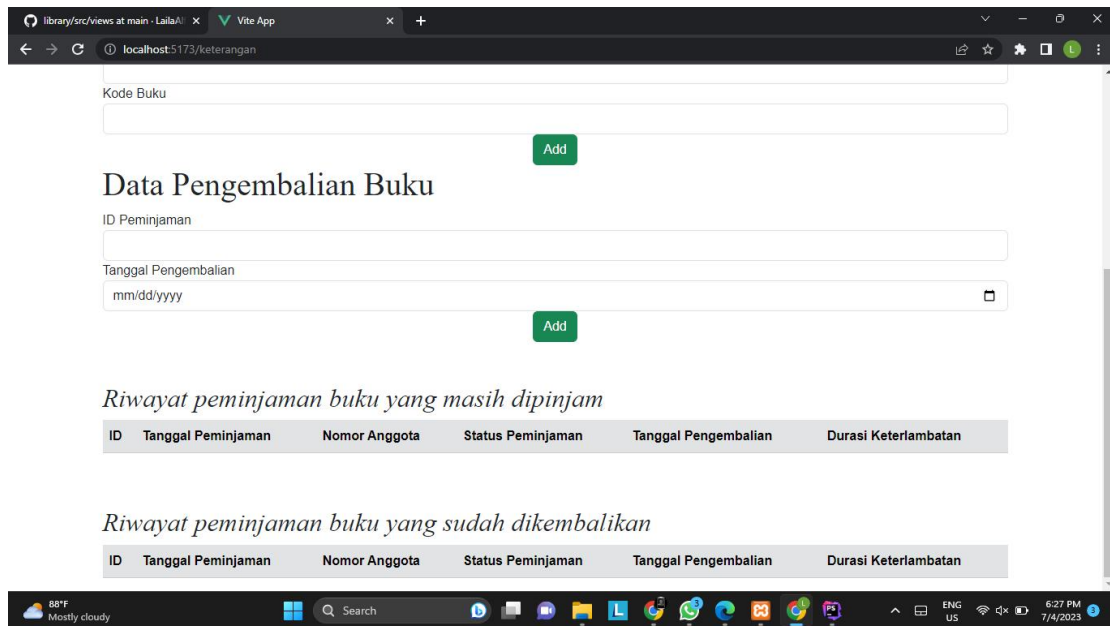 library/src/views at main · LailaAl
Vite App
localhost:5173/keterangan
L
Kode Buku
Add
Data Pengembalian Buku
ID Peminjaman
Tanggal Pengembalian
mm/dd/yyyy
Add
Riwayat peminjaman buku yang masih dipinjam
ID Tanggal Peminjaman Nomor Anggota Status Peminjaman Tanggal Pengembalian Durasi Keterlambatan
Riwayat peminjaman buku yang sudah dikembalikan
ID Tanggal Peminjaman Nomor Anggota Status Peminjaman Tanggal Pengembalian Durasi Keterlambatan
88°F
Mostly cloudy
Search
L
3
PS
ENG
US
6:27 PM
7/4/2023
3